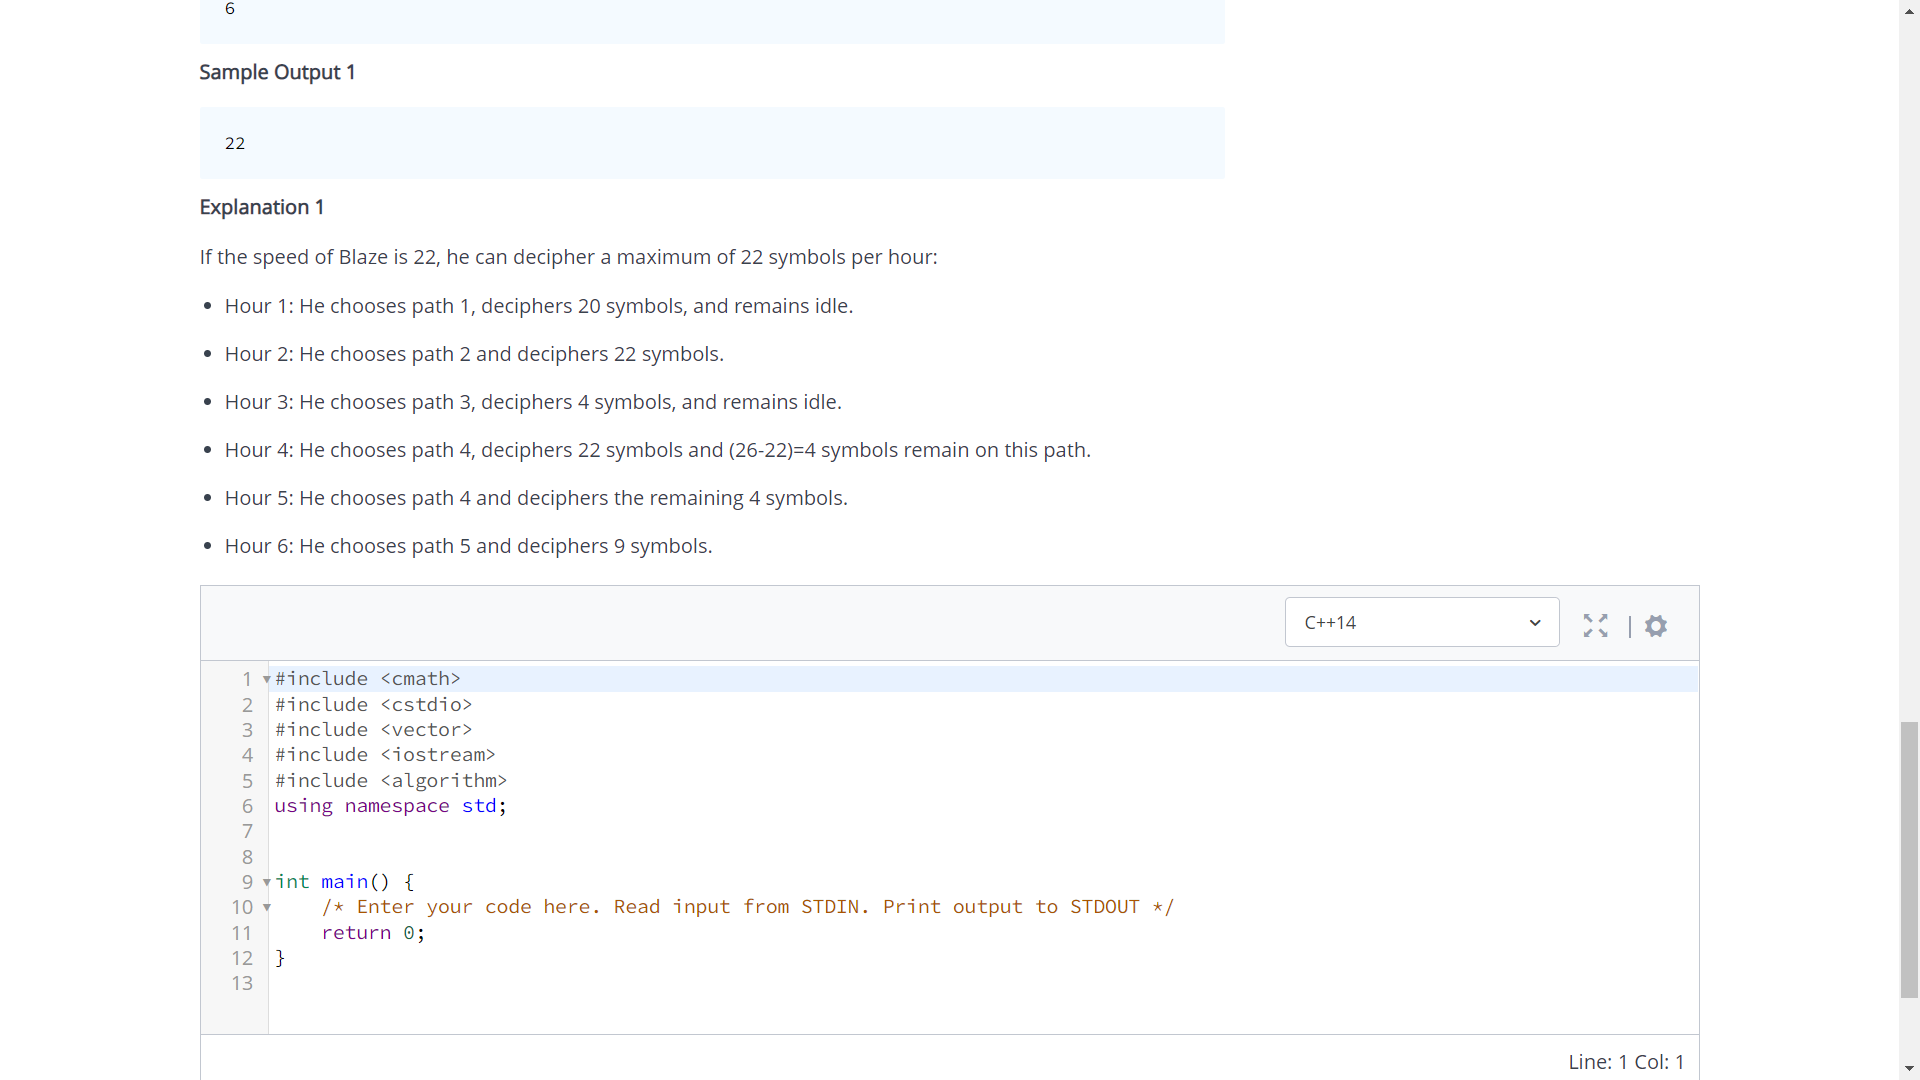 6
Sample Output 1
22
Explanation 1
If the speed of Blaze is 22, he can decipher a maximum of 22 symbols per hour:
• Hour 1: He chooses path 1, deciphers 20 symbols, and remains idle.
• Hour 2: He chooses path 2 and deciphers 22 symbols.
• Hour 3: He chooses path 3, deciphers 4 symbols, and remains idle.
• Hour 4: He chooses path 4, deciphers 22 symbols and (26-22)=4 symbols remain on this path.
• Hour 5: He chooses path 4 and deciphers the remaining 4 symbols.
• Hour 6: He chooses path 5 and deciphers 9 symbols.
C++14
1 #include <cmath>
2 #include <cstdio>
3 #include <vector>
4 #include <iostream>
5 #include <algorithm>
6 using namespace std;
7
8
9 int main() {
10     /* Enter your code here. Read input from STDIN. Print output to STDOUT */
11     return 0;
12 }
13
Line: 1 Col: 1